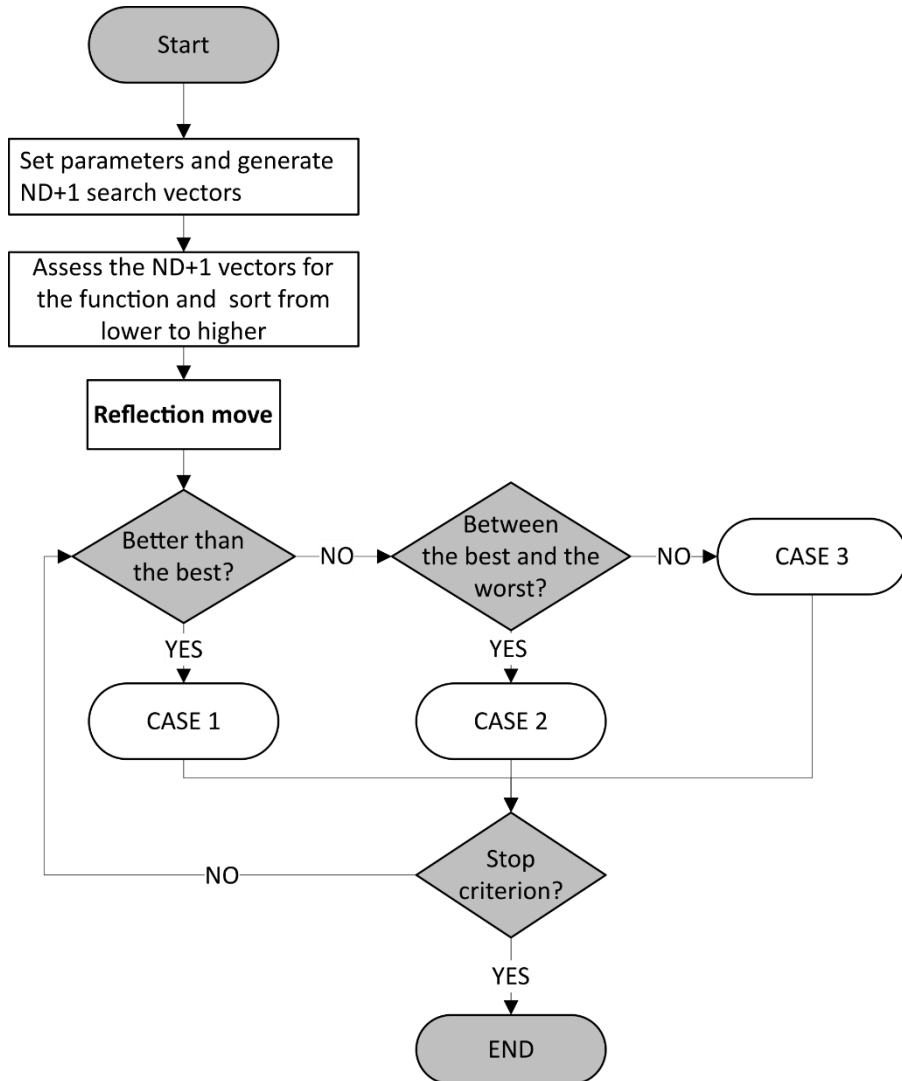 Start
Set parameters and generate
ND+1 search vectors
Assess the ND+1 vectors for
the function and  sort from
lower to higher
Reflection move
Better than
the best?
NO
Between
the best and the
worst?
NO
CASE 3
YES
YES
CASE 1
CASE 2
Stop
criterion?
NO
YES
END